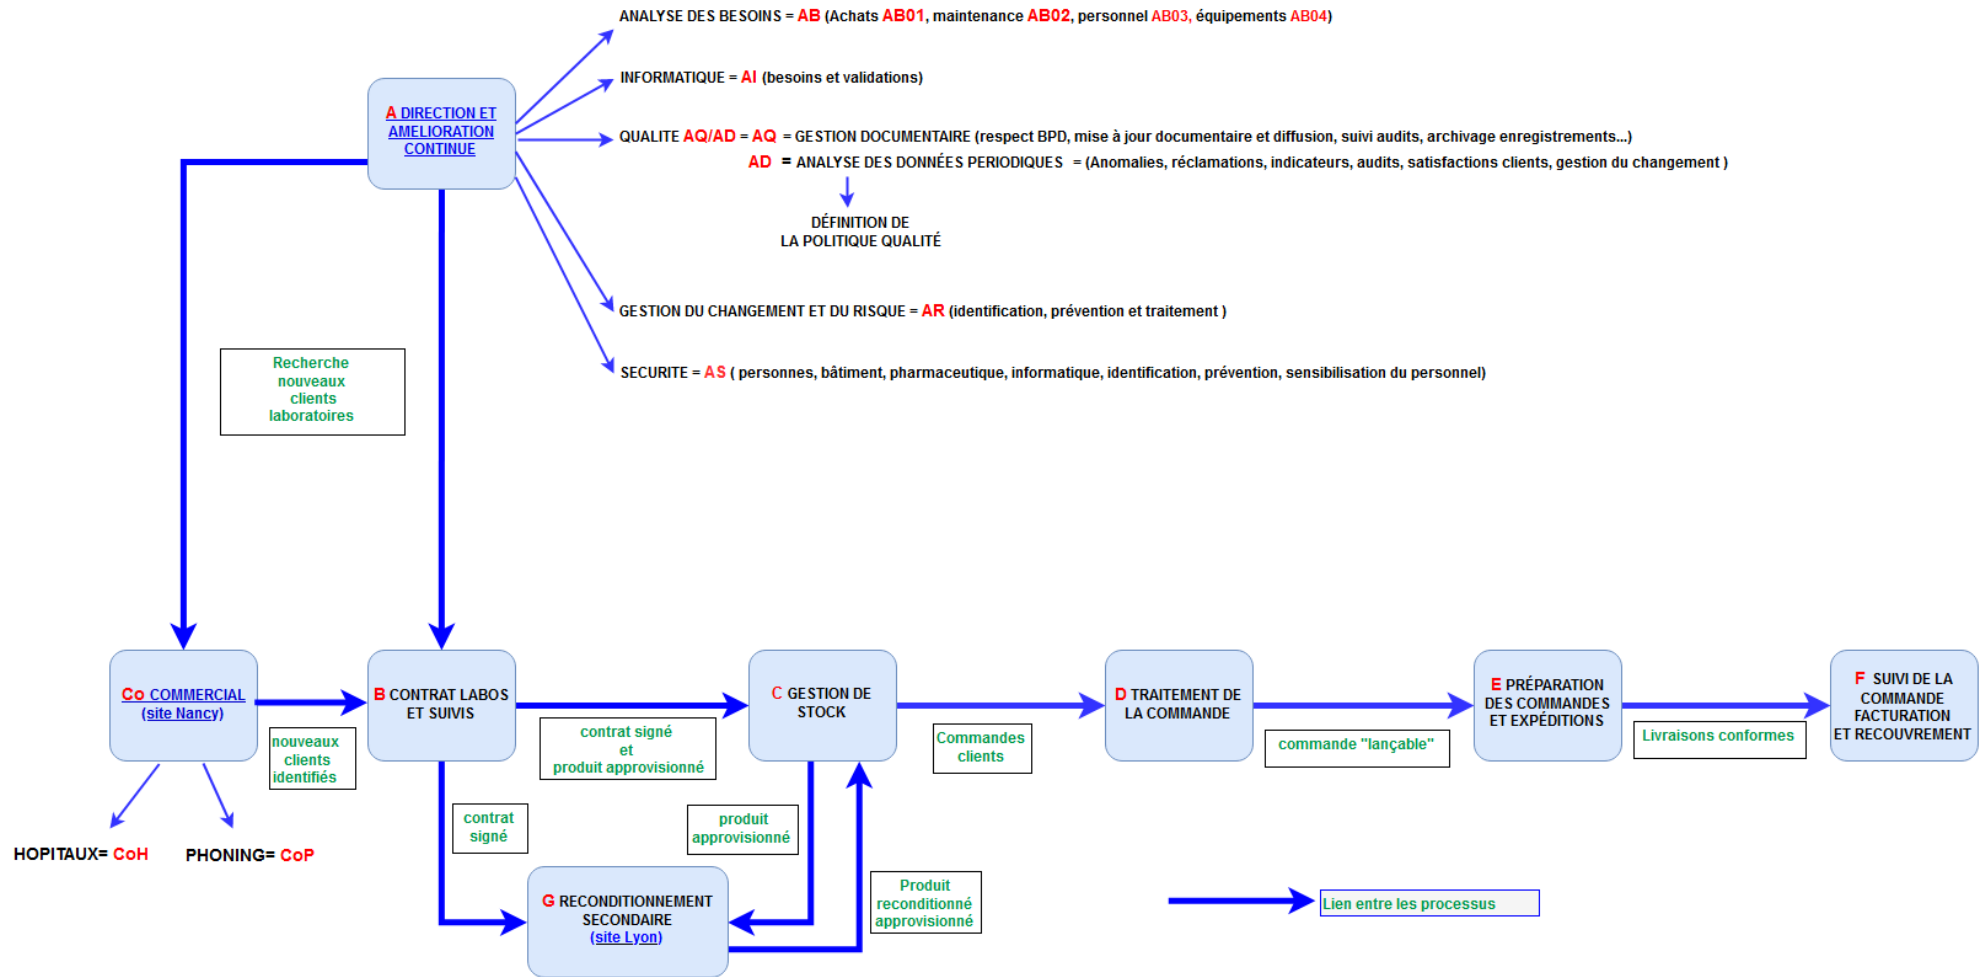 ANALYSE DES BESOINS = AB (Achats AB01, maintenance AB02, personnel AB03, équipements AB04)
INFORMATIQUE = AI (besoins et validations)
A DIRECTION ET
AMELIORATION
CONTINUE
QUALITE AQ/AD = AQ = GESTION DOCUMENTAIRE (respect BPD, mise à jour documentaire et diffusion, suivi audits, archivage enregistrements...)
AD = ANALYSE DES DONNÉES PERIODIQUES = (Anomalies, réclamations, indicateurs, audits, satisfactions clients, gestion du changement )
DÉFINITION DE
LA POLITIQUE QUALITÉ
GESTION DU CHANGEMENT ET DU RISQUE = AR (identification, prévention et traitement )
SECURITE = AS ( personnes, bâtiment, pharmaceutique, informatique, identification, prévention, sensibilisation du personnel)
Recherche
nouveaux
clients
laboratoires
Co COMMERCIAL
(site Nancy)
nouveaux
clients
identifiés
B CONTRAT LABOS
ET SUIVIS
contrat signé
et
produit approvisionné
C GESTION DE
STOCK
Commandes
clients
D TRAITEMENT DE
LA COMMANDE
commande "lançable"
E PRÉPARATION
DES COMMANDES
ET EXPÉDITIONS
Livraisons conformes
F SUIVI DE LA
COMMANDE
FACTURATION
ET RECOUVREMENT
HOPITAUX= CoH
PHONING= CoP
contrat
signé
produit
approvisionné
G RECONDITIONNEMENT
SECONDAIRE
(site Lyon)
Produit
reconditionné
approvisionné
Lien entre les processus